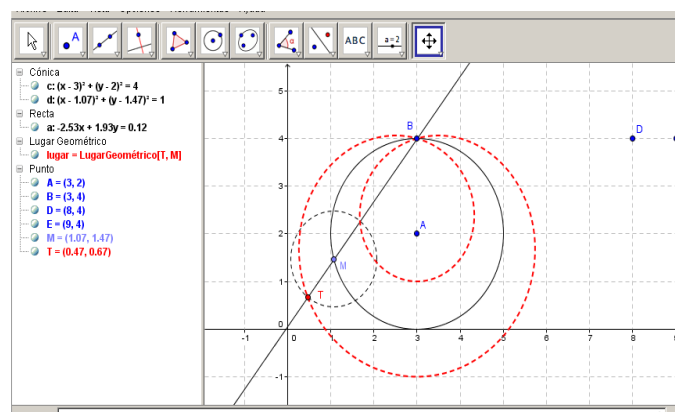 A
ABC
a=2
Cónica
c: (x - 3)² + (y - 2)² = 4
d: (x - 1.07)² + (y - 1.47)² = 1
Recta
a: -2.53x + 1.93y = 0.12
Lugar Geométrico
lugar = LugarGeométrico[T, M]
Punto
A = (3, 2)
B = (3, 4)
D = (8, 4)
E = (9, 4)
M = (1.07, 1.47)
T = (0.47, 0.67)
5
B
D
4
3
A
2
M
1
T
0
-1 0 2 3 4 5 6 7 8
-1